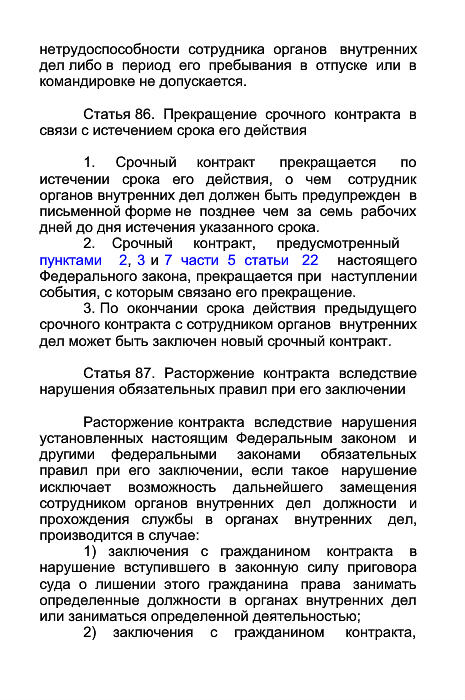 нетрудоспособности сотрудника органов внутренних
дел либо в период его пребывания в отпуске или в
командировке не допускается.
Статья 86. Прекращение срочного контракта в
связи с истечением срока его действия
1. Срочный контракт прекращается по
истечении срока его действия, о чем сотрудник
органов внутренних дел должен быть предупрежден в
письменной форме не позднее чем за семь рабочих
дней до дня истечения указанного срока.
2. Срочный контракт, предусмотренный
пунктами 2, 3 и 7 части 5 статьи 22 настоящего
Федерального закона, прекращается при наступлении
события, с которым связано его прекращение.
3. По окончании срока действия предыдущего
срочного контракта с сотрудником органов внутренних
дел может быть заключен новый срочный контракт.
Статья 87. Расторжение контракта вследствие
нарушения обязательных правил при его заключении
Расторжение контракта вследствие нарушения
установленных настоящим Федеральным законом и
другими федеральными законами обязательных
правил при его заключении, если такое нарушение
исключает возможность дальнейшего замещения
сотрудником органов внутренних дел должности и
прохождения службы в органах внутренних дел,
производится в случае:
1) заключения с гражданином контракта в
нарушение вступившего в законную силу приговора
суда о лишении этого гражданина права занимать
определенные должности в органах внутренних дел
или заниматься определенной деятельностью;
2) заключения с гражданином контракта,